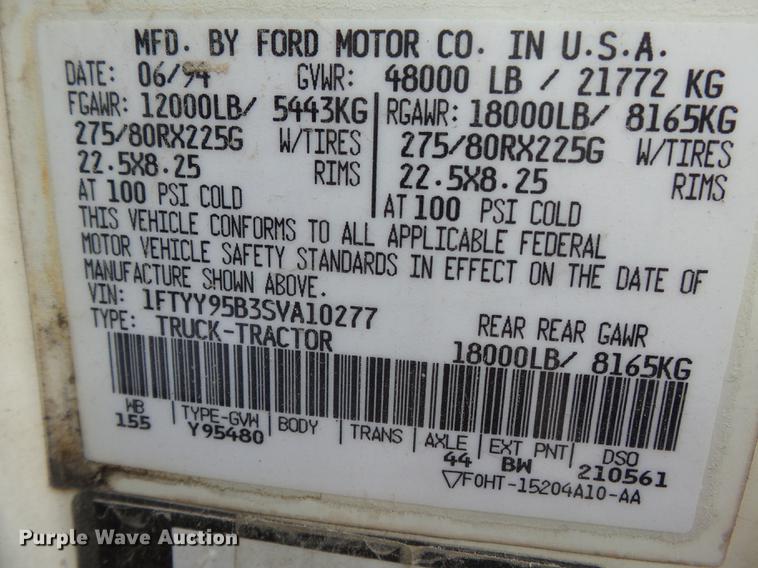 MFD. BY FORD MOTOR CO. IN U.S.A.
DATE: 06/94 GVWR: 48000 LB / 21772 KG
FGAWR: 12000LB/ 5443KG RGAWR: 18000LB/ 8165KG
275/80RX225G W/TIRES 275/80RX225G W/TIRES
22.5X8.25 RIMS 22.5X8.25 RIMS
AT 100 PSI COLD AT 100 PSI COLD
THIS VEHICLE CONFORMS TO ALL APPLICABLE FEDERAL
MOTOR VEHICLE SAFETY STANDARDS IN EFFECT ON THE DATE OF
MANUFACTURE SHOWN ABOVE.
VIN: 1FTYY95B3SVA10277
TYPE: TRUCK-TRACTOR REAR REAR GAWR
18000LB/ 8165KG
WB TYPE-GVW BODY TRANS AXLE EXT PNT DSO
155 Y95480 44 BW 210561
▽F0HT-15204A10-AA
Purple Wave Auction